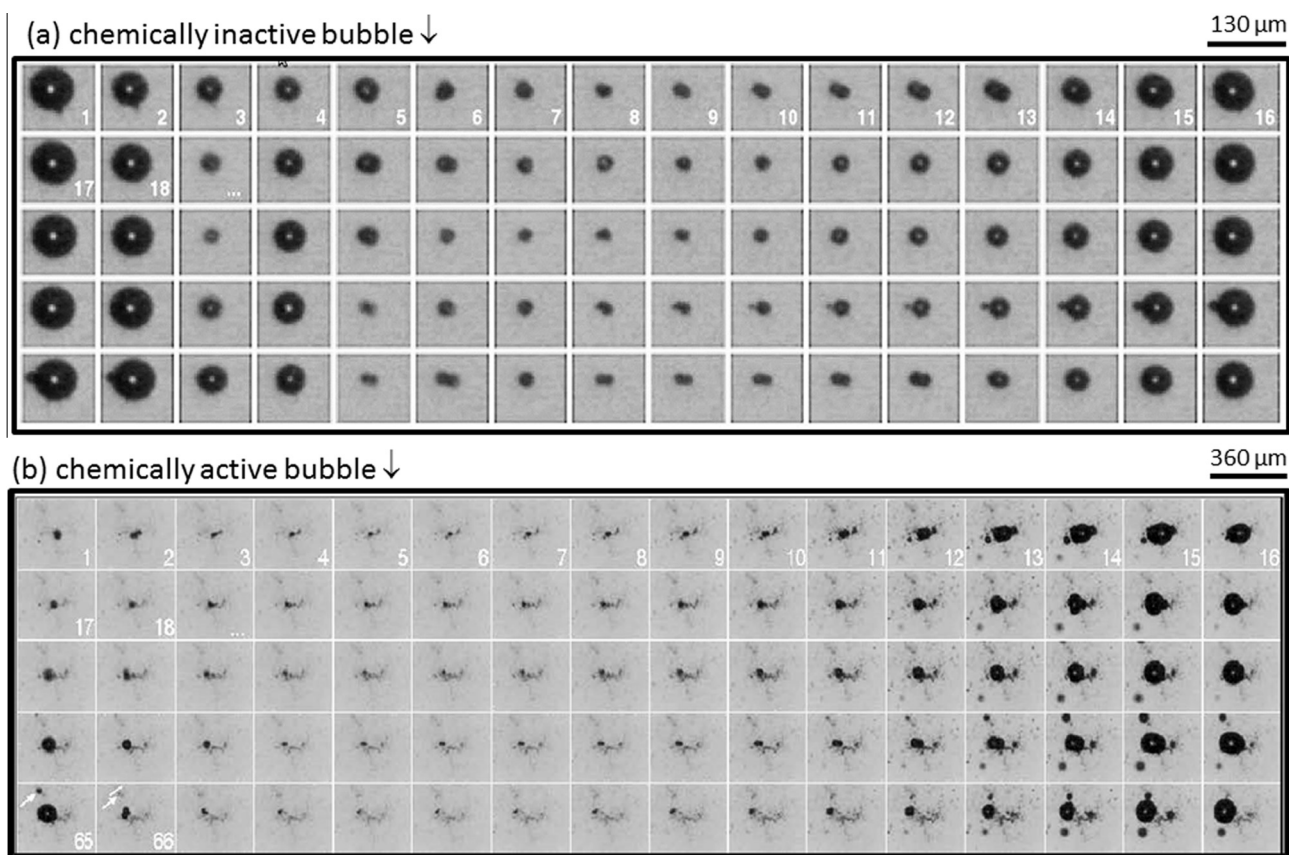 (a) chemically inactive bubble ↓
130 µm
1 2 3 4 5 6 7 8 9 10 11 12 13 14 15 16
17 18 ...
(b) chemically active bubble ↓
360 µm
1 2 3 4 5 6 7 8 9 10 11 12 13 14 15 16
17 18 ...
65 66